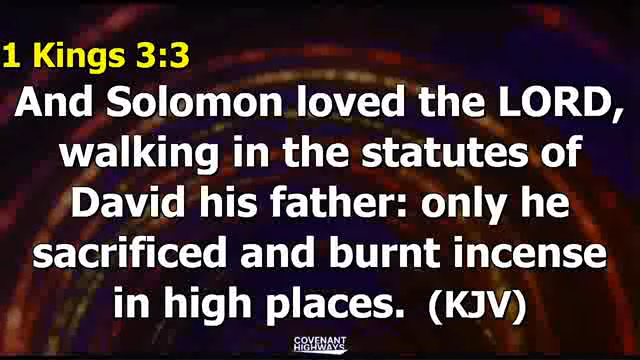 1 Kings 3:3
And Solomon loved the LORD,
walking in the statutes of
David his father: only he
sacrificed and burnt incense
in high places. (KJV)
COVENANT
HIGHWAYS